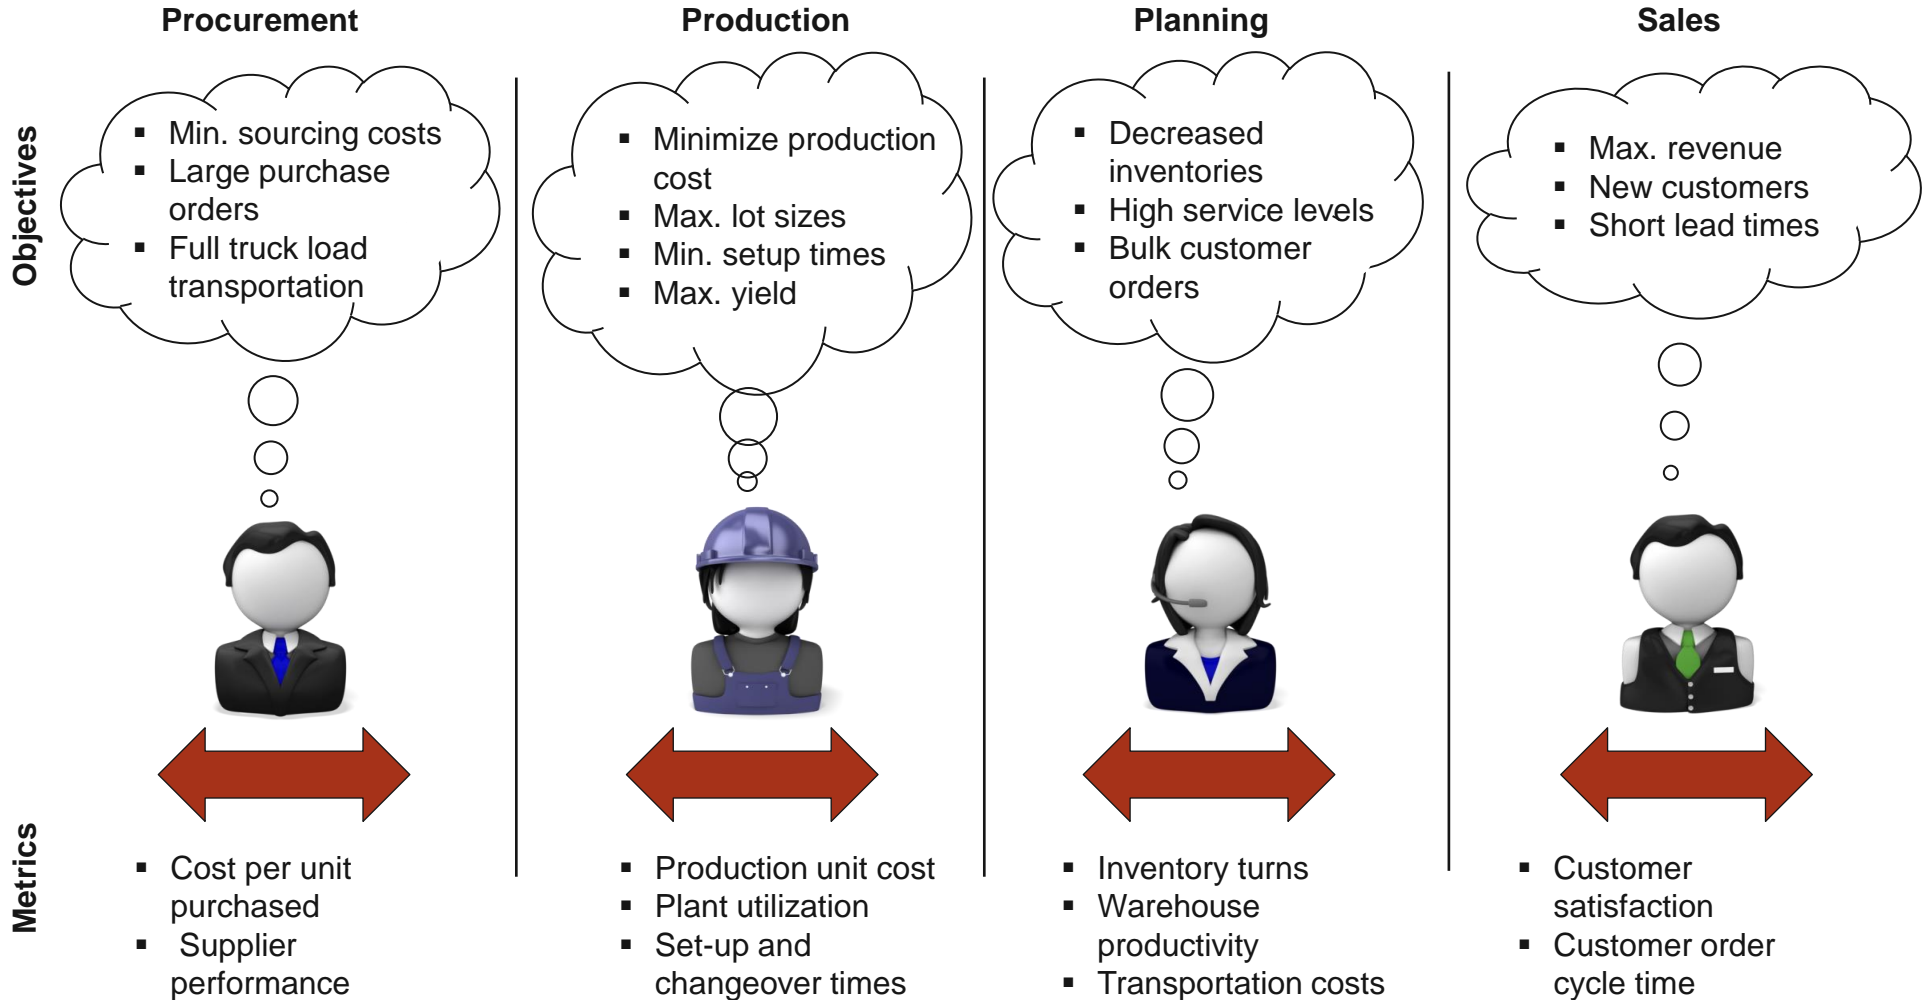 Procurement
Production
Planning
Sales
Objectives
▪ Min. sourcing costs
▪ Large purchase
orders
▪ Full truck load
transportation
▪ Minimize production
cost
▪ Max. lot sizes
▪ Min. setup times
▪ Max. yield
▪ Decreased
inventories
▪ High service levels
▪ Bulk customer
orders
▪ Max. revenue
▪ New customers
▪ Short lead times
Metrics
▪ Cost per unit
purchased
▪ Supplier
performance
▪ Production unit cost
▪ Plant utilization
▪ Set-up and
changeover times
▪ Inventory turns
▪ Warehouse
productivity
▪ Transportation costs
▪ Customer
satisfaction
▪ Customer order
cycle time